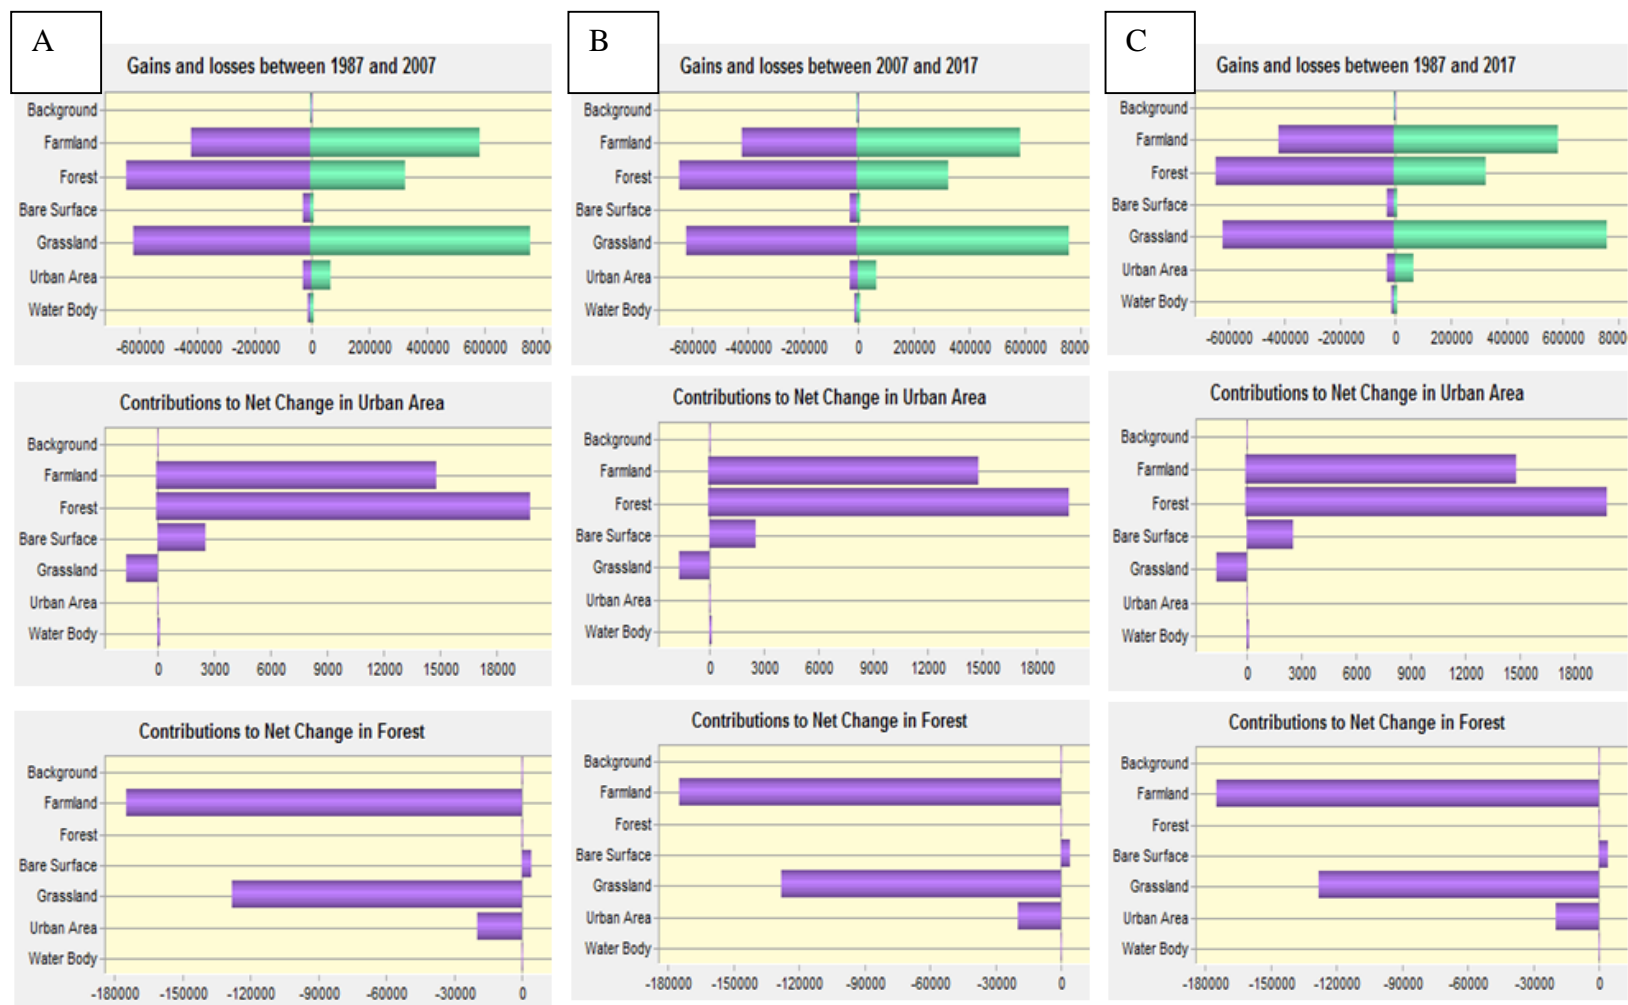 A
Gains and losses between 1987 and 2007
Background
Farmland
Forest
Bare Surface
Grassland
Urban Area
Water Body
-600000 -400000 -200000 0 200000 400000 600000 8000
Contributions to Net Change in Urban Area
Background
Farmland
Forest
Bare Surface
Grassland
Urban Area
Water Body
0 3000 6000 9000 12000 15000 18000
Contributions to Net Change in Forest
Background
Farmland
Forest
Bare Surface
Grassland
Urban Area
Water Body
-180000 -150000 -120000 -90000 -60000 -30000 0
B
Gains and losses between 2007 and 2017
Background
Farmland
Forest
Bare Surface
Grassland
Urban Area
Water Body
-600000 -400000 -200000 0 200000 400000 600000 8000
Contributions to Net Change in Urban Area
Background
Farmland
Forest
Bare Surface
Grassland
Urban Area
Water Body
0 3000 6000 9000 12000 15000 18000
Contributions to Net Change in Forest
Background
Farmland
Forest
Bare Surface
Grassland
Urban Area
Water Body
-180000 -150000 -120000 -90000 -60000 -30000 0
C
Gains and losses between 1987 and 2017
Background
Farmland
Forest
Bare Surface
Grassland
Urban Area
Water Body
-600000 -400000 -200000 0 200000 400000 600000 8000
Contributions to Net Change in Urban Area
Background
Farmland
Forest
Bare Surface
Grassland
Urban Area
Water Body
0 3000 6000 9000 12000 15000 18000
Contributions to Net Change in Forest
Background
Farmland
Forest
Bare Surface
Grassland
Urban Area
Water Body
-180000 -150000 -120000 -90000 -60000 -30000 0